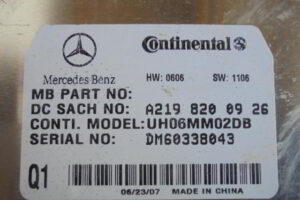 Continental
Mercedes-Benz HW: 0606 SW: 1106
MB PART NO:
DC SACH NO: A219 820 09 26
CONTI. MODEL:UH06MM02DB
SERIAL NO: DM60338043
Q1
06/23/07 MADE IN CHINA